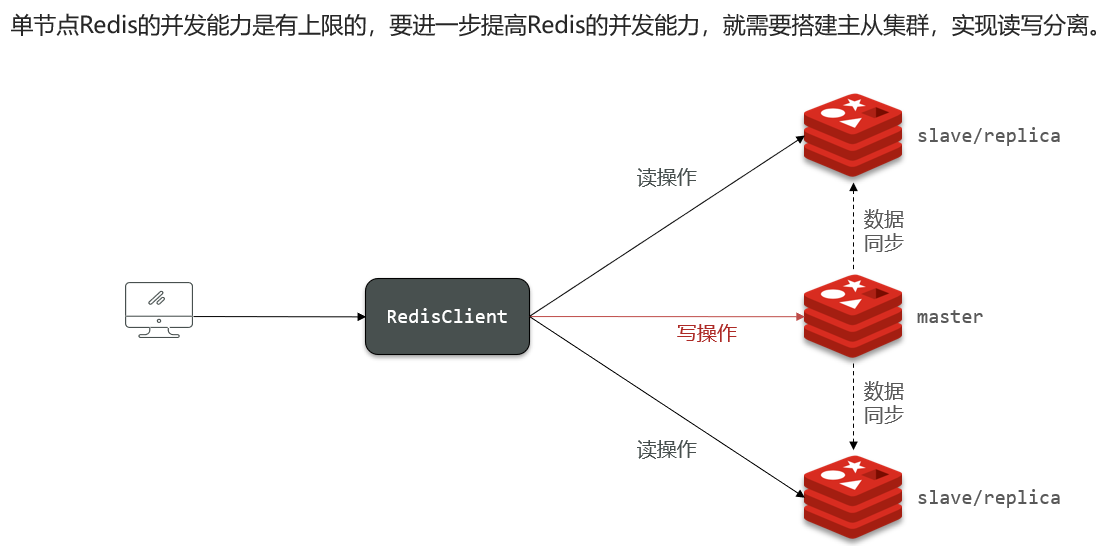 单节点Redis的并发能力是有上限的，要进一步提高Redis的并发能力，就需要搭建主从集群，实现读写分离。
slave/replica
读操作
数据
同步
RedisClient
写操作
master
数据
同步
读操作
slave/replica